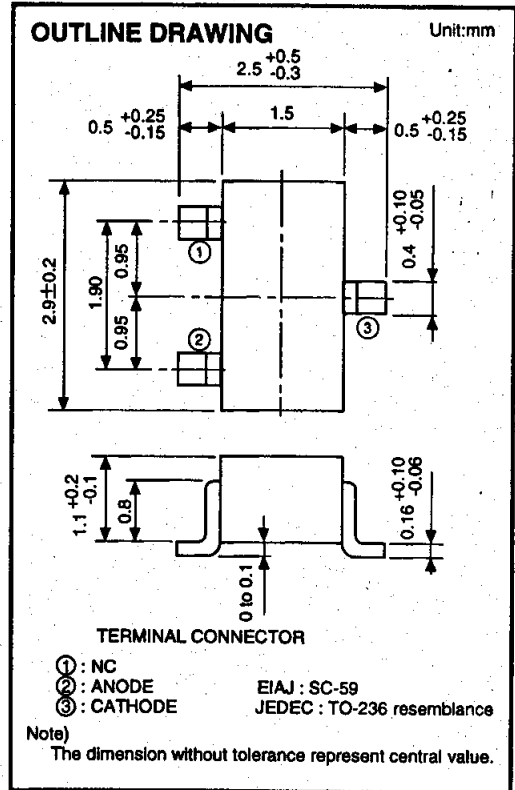 OUTLINE DRAWING
Unit:mm
2.5 +0.5 -0.3
0.5 +0.25 -0.15
1.5
0.5 +0.25 -0.15
2.9±0.2
1.90
0.95
0.95
0.4 +0.10 -0.05
①
②
③
1.1 +0.2 -0.1
0.8
0 to 0.1
0.16 +0.10 -0.06
TERMINAL CONNECTOR
① : NC
② : ANODE
③ : CATHODE
EIAJ : SC-59
JEDEC : TO-236 resemblance
Note)
The dimension without tolerance represent central value.